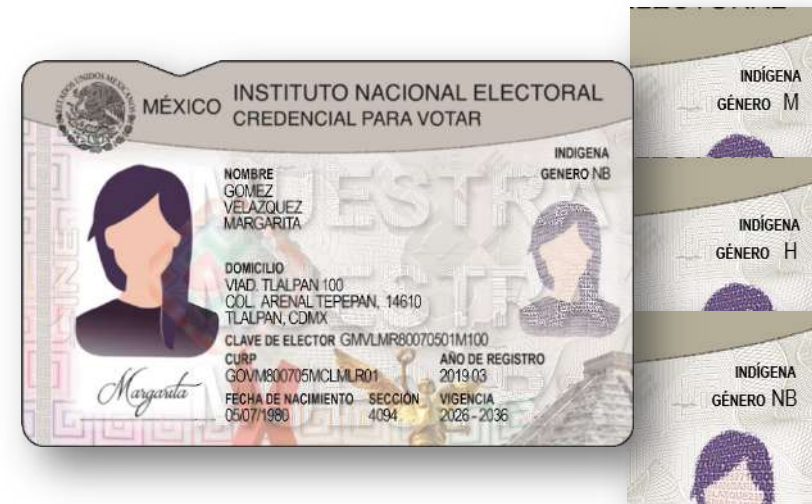 MÉXICO
INSTITUTO NACIONAL ELECTORAL
CREDENCIAL PARA VOTAR
INDIGENA
GENERO NB
NOMBRE
GOMEZ
VELAZQUEZ
MARGARITA
DOMICILIO
VIAD. TLALPAN 100
COL. ARENAL TEPEPAN, 14610
TLALPAN, CDMX
CLAVE DE ELECTOR GMVLMR80070501M100
CURP
GOVM800705MCLMLR01
AÑO DE REGISTRO
2019 03
FECHA DE NACIMIENTO
05/07/1980
SECCIÓN
4094
VIGENCIA
2026 - 2036
Margarita
MUESTRA
INDÍGENA
GÉNERO M
INDÍGENA
GÉNERO H
INDÍGENA
GÉNERO NB